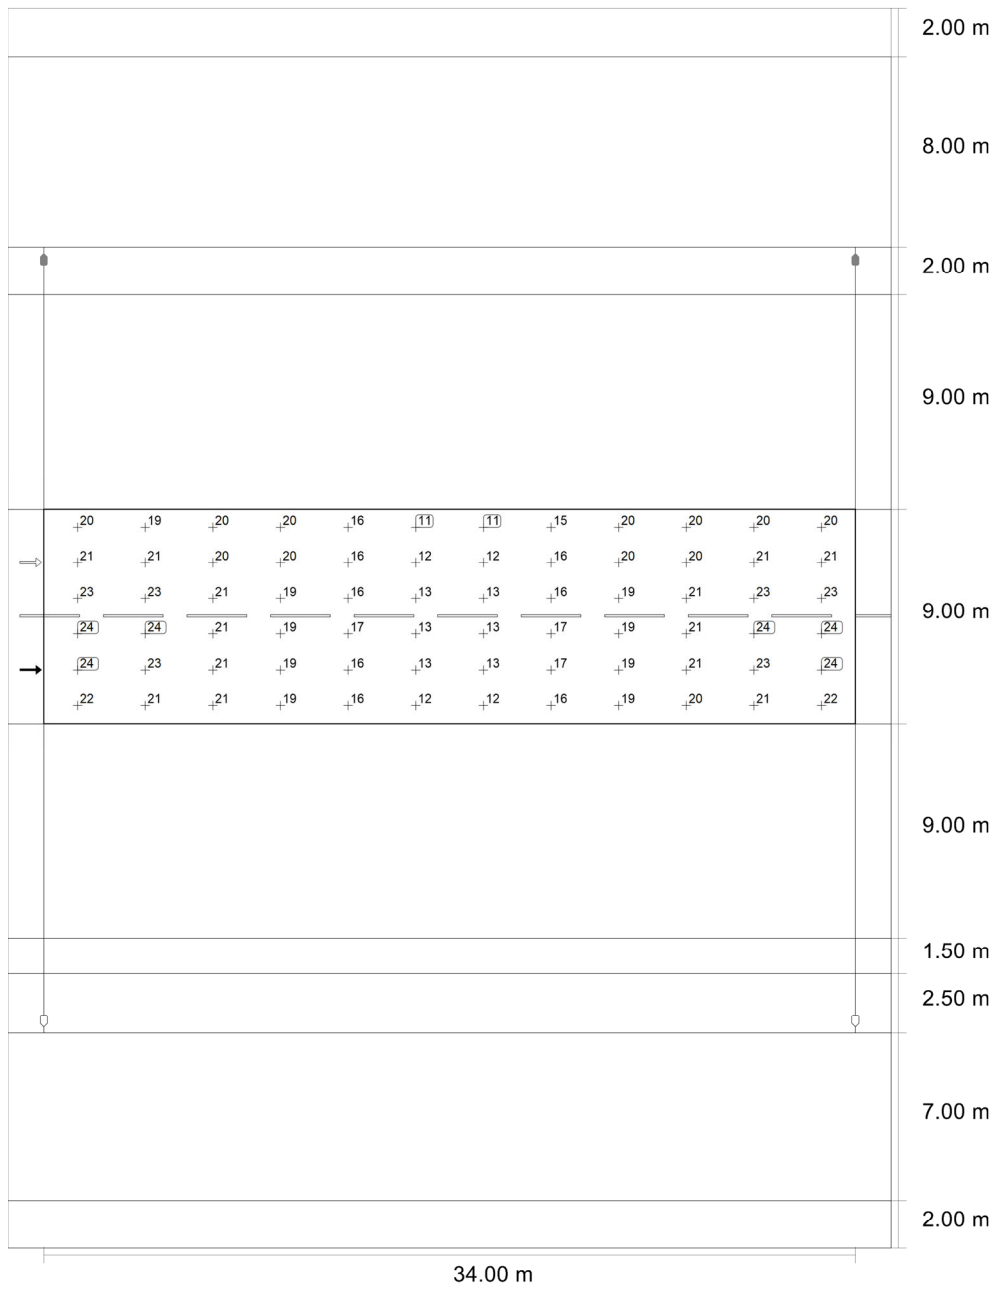 2.00 m
8.00 m
2.00 m
9.00 m
20 19 20 20 16 11 11 15 20 20 20 20
21 21 20 20 16 12 12 16 20 20 21 21
23 23 21 19 16 13 13 16 19 21 23 23
9.00 m
24 24 21 19 17 13 13 17 19 21 24 24
24 23 21 19 16 13 13 17 19 21 23 24
22 21 21 19 16 12 12 16 19 20 21 22
9.00 m
1.50 m
2.50 m
7.00 m
2.00 m
34.00 m